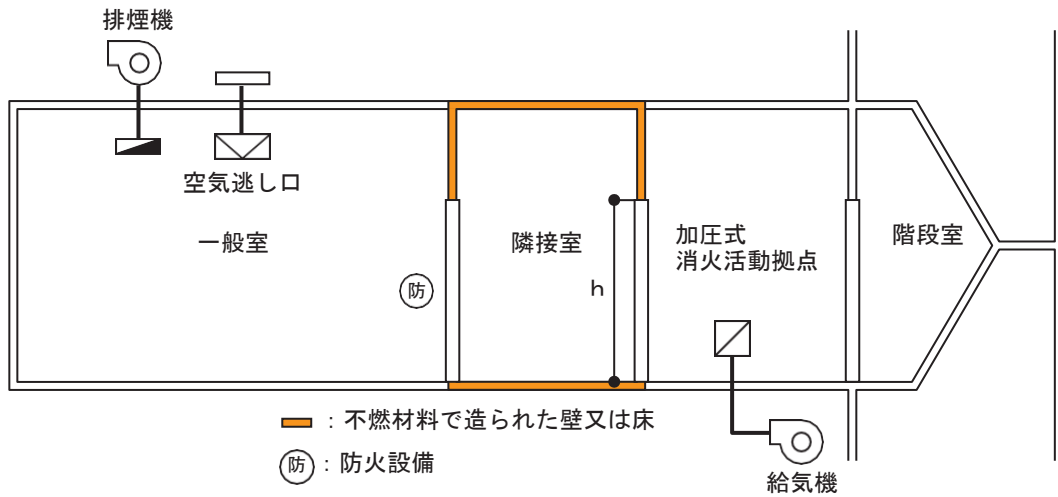 排煙機
空気逃し口
一般室
隣接室
加圧式
消火活動拠点
階段室
防
h
：不燃材料で造られた壁又は床
防：防火設備
給気機